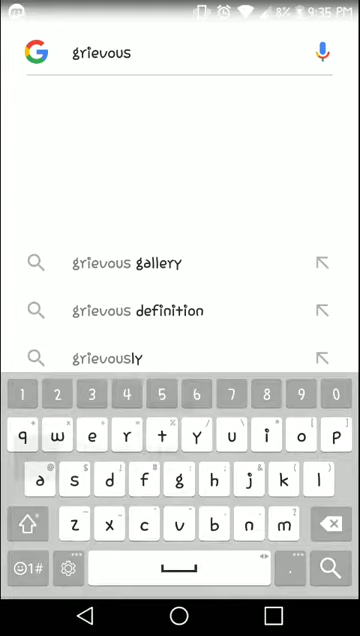 8% 9:35 PM
grievous
grievous gallery
grievous definition
grievously
1 2 3 4 5 6 7 8 9 0
q w e r t y u i o p
a s d f g h j k l
z x c v b n m
1# .